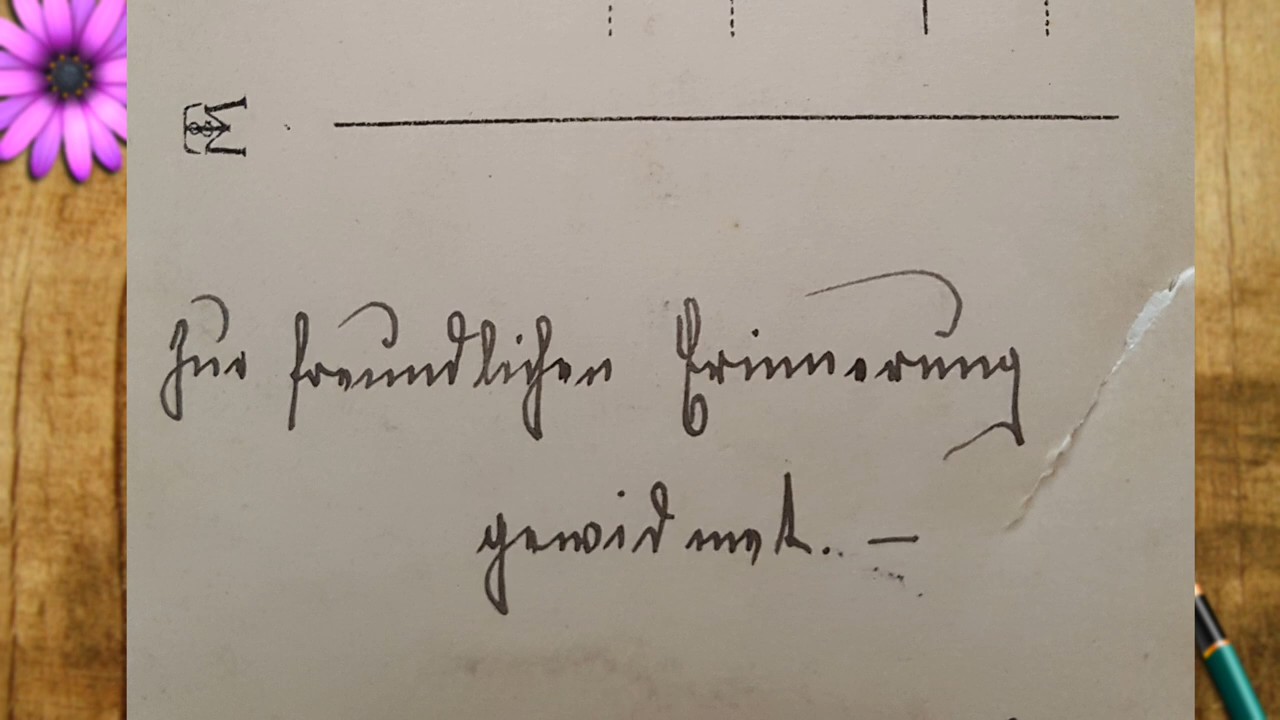 Zur freundlichen Erinnerung
gewidmet. —